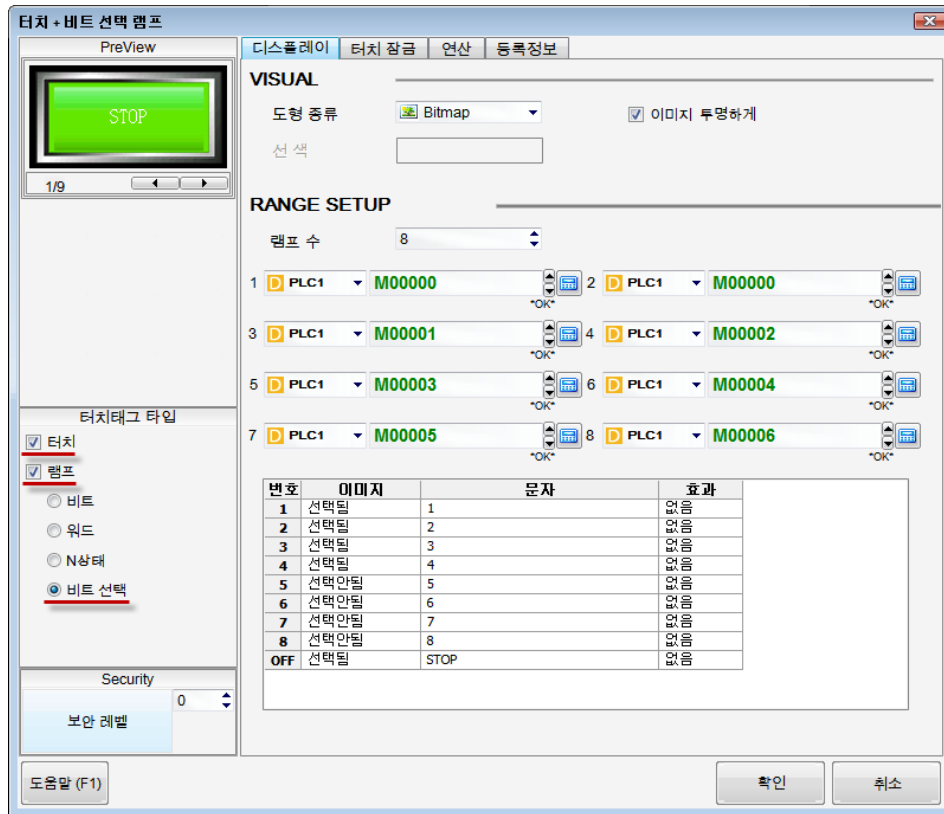 터치 + 비트 선택 램프
PreView
STOP
1/9
디스플레이 터치 잠금 연산 등록정보
VISUAL
도형 종류 Bitmap 이미지 투명하게
선 색
RANGE SETUP
램프 수 8
1 D PLC1 M00000 *OK* 2 D PLC1 M00000 *OK*
3 D PLC1 M00001 *OK* 4 D PLC1 M00002 *OK*
5 D PLC1 M00003 *OK* 6 D PLC1 M00004 *OK*
7 D PLC1 M00005 *OK* 8 D PLC1 M00006 *OK*
터치태그 타입
터치
램프
비트
워드
N상태
비트 선택
번호 이미지 문자 효과
1 선택됨 1 없음
2 선택됨 2 없음
3 선택됨 3 없음
4 선택됨 4 없음
5 선택안됨 5 없음
6 선택안됨 6 없음
7 선택안됨 7 없음
8 선택안됨 8 없음
OFF 선택됨 STOP 없음
Security
보안 레벨 0
도움말 (F1) 확인 취소